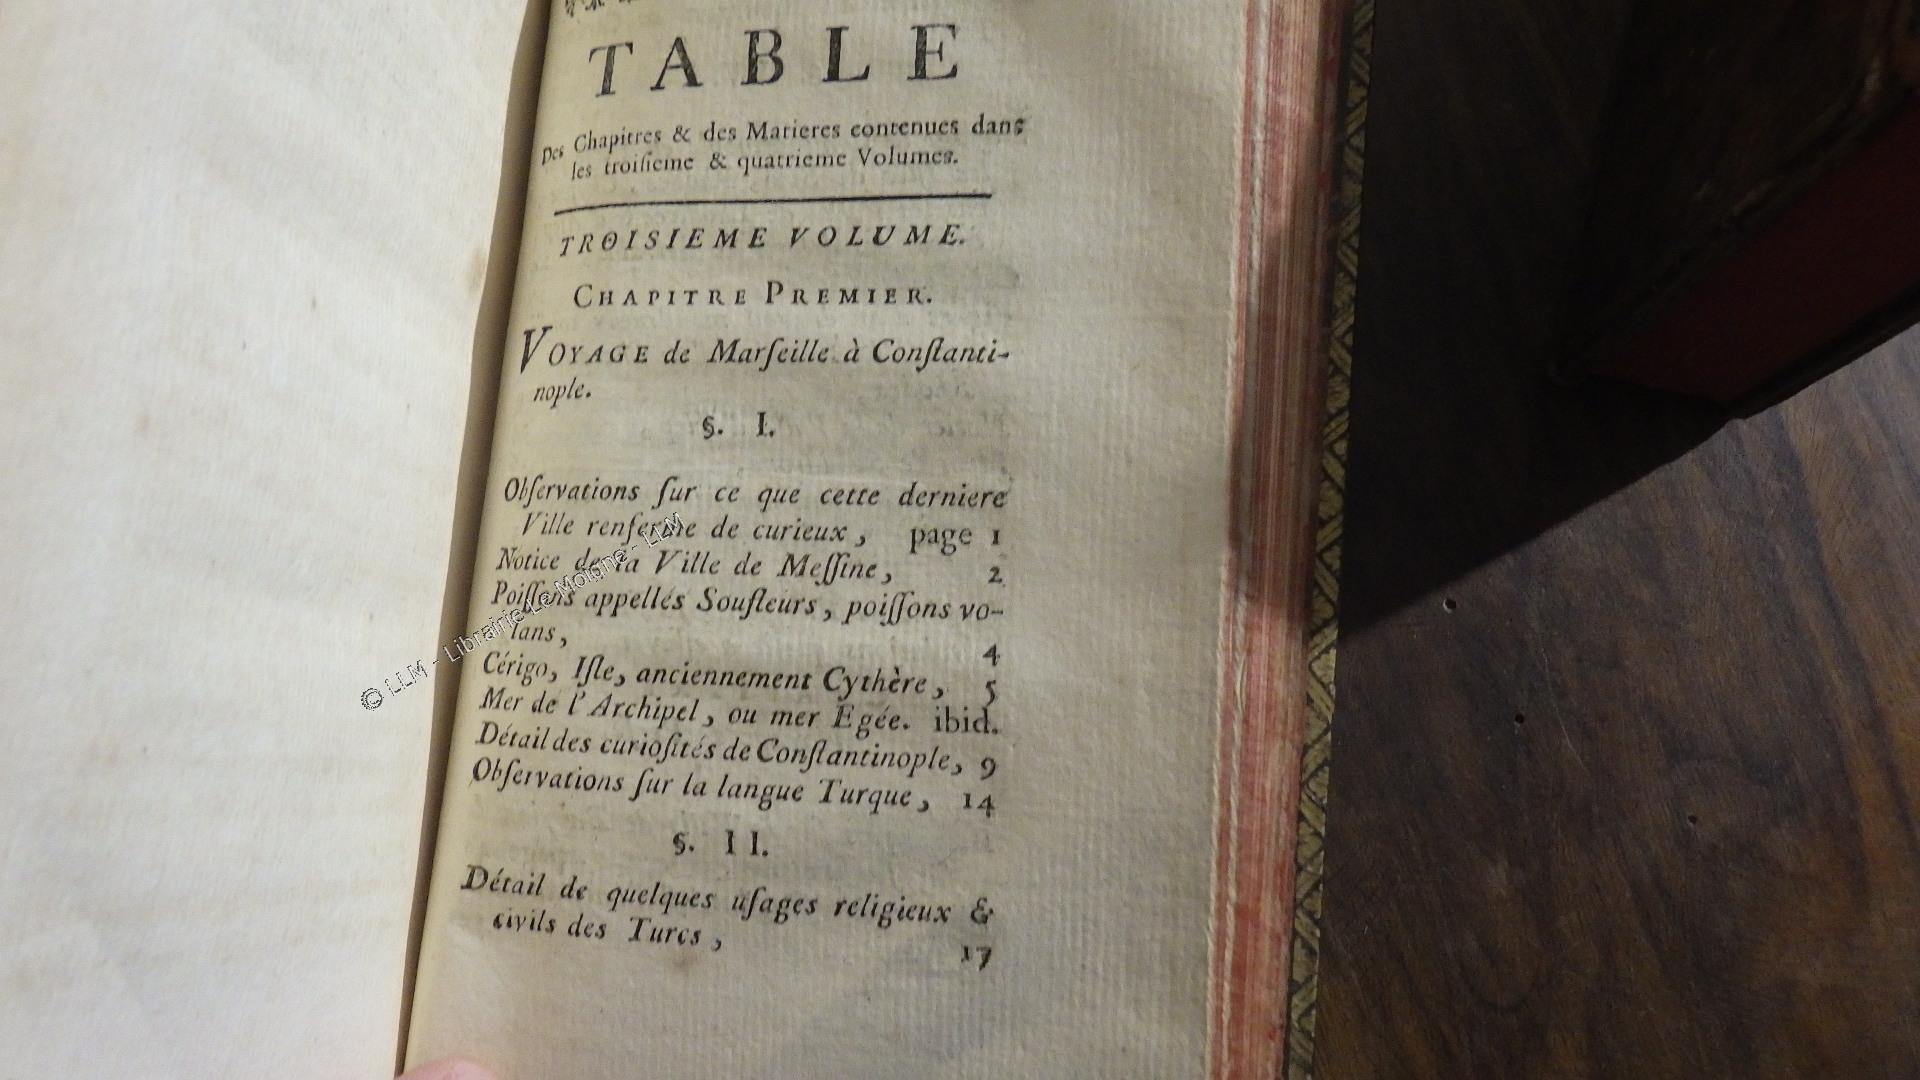 TABLE
Des Chapitres & des Matieres contenues dans
les troiſieme & quatrieme Volumes.
TROISIEME VOLUME.
CHAPITRE PREMIER.
VOYAGE de Marſeille à Conſtanti-
nople.
§. I.
Obſervations ſur ce que cette derniere
Ville renferme de curieux, page 1
Notice de la Ville de Meſſine, 2
Poiſſons appellés Soufleurs, poiſſons vo-
lans, 4
Cérigo, Iſle, anciennement Cythère, 5
Mer de l'Archipel, ou mer Egée. ibid.
Détail des curioſités de Conſtantinople, 9
Obſervations ſur la langue Turque, 14
§. II.
Détail de quelques uſages religieux &
civils des Turcs, 17
© LLM - Librairie Le Moigne - LLM